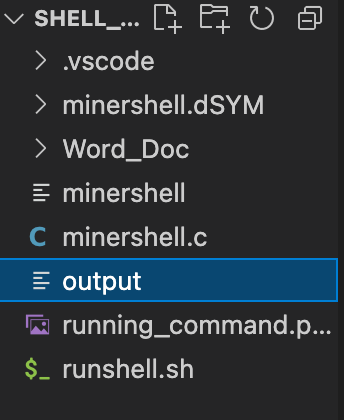 SHELL_...
.vscode
minershell.dSYM
Word_Doc
minershell
C minershell.c
output
running_command.p...
$_ runshell.sh